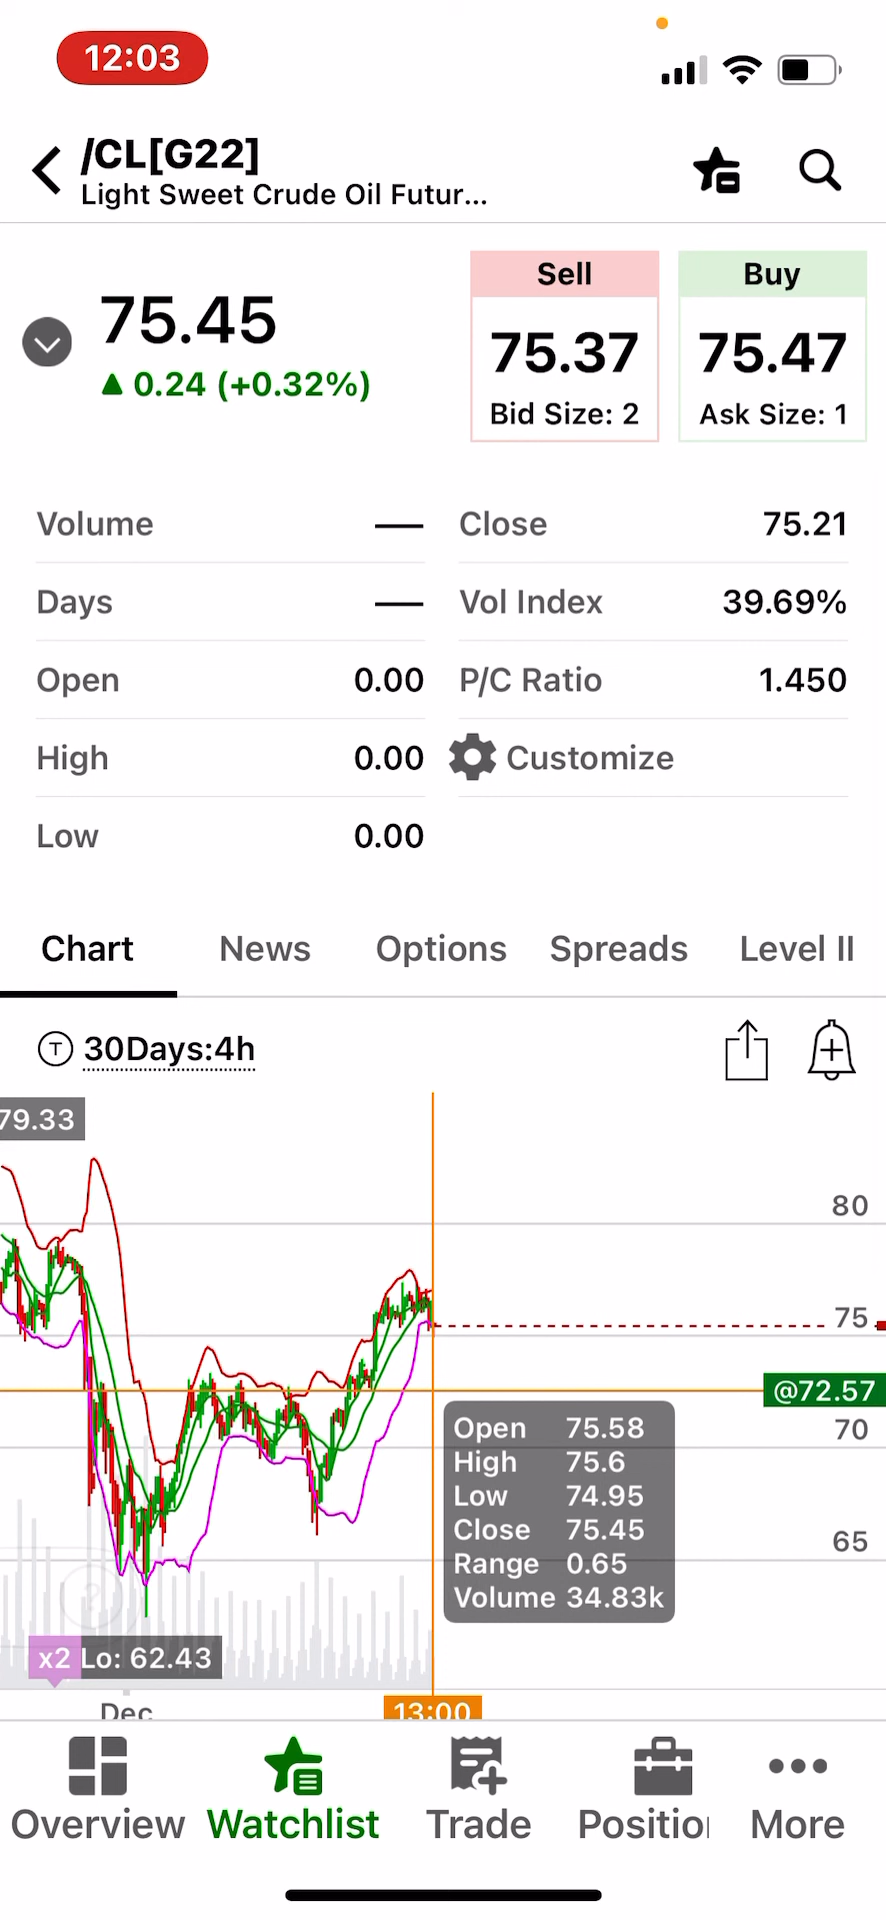 12:03
/CL[G22]
Light Sweet Crude Oil Futur...
75.45
0.24 (+0.32%)
Sell
75.37
Bid Size: 2
Buy
75.47
Ask Size: 1
Volume —
Close 75.21
Days —
Vol Index 39.69%
Open 0.00
P/C Ratio 1.450
High 0.00
Customize
Low 0.00
Chart News Options Spreads Level II
T 30Days:4h
79.33
80
75
@72.57
70
65
Open 75.58
High 75.6
Low 74.95
Close 75.45
Range 0.65
Volume 34.83k
x2 Lo: 62.43
Dec 13:00
Overview Watchlist Trade Positio More